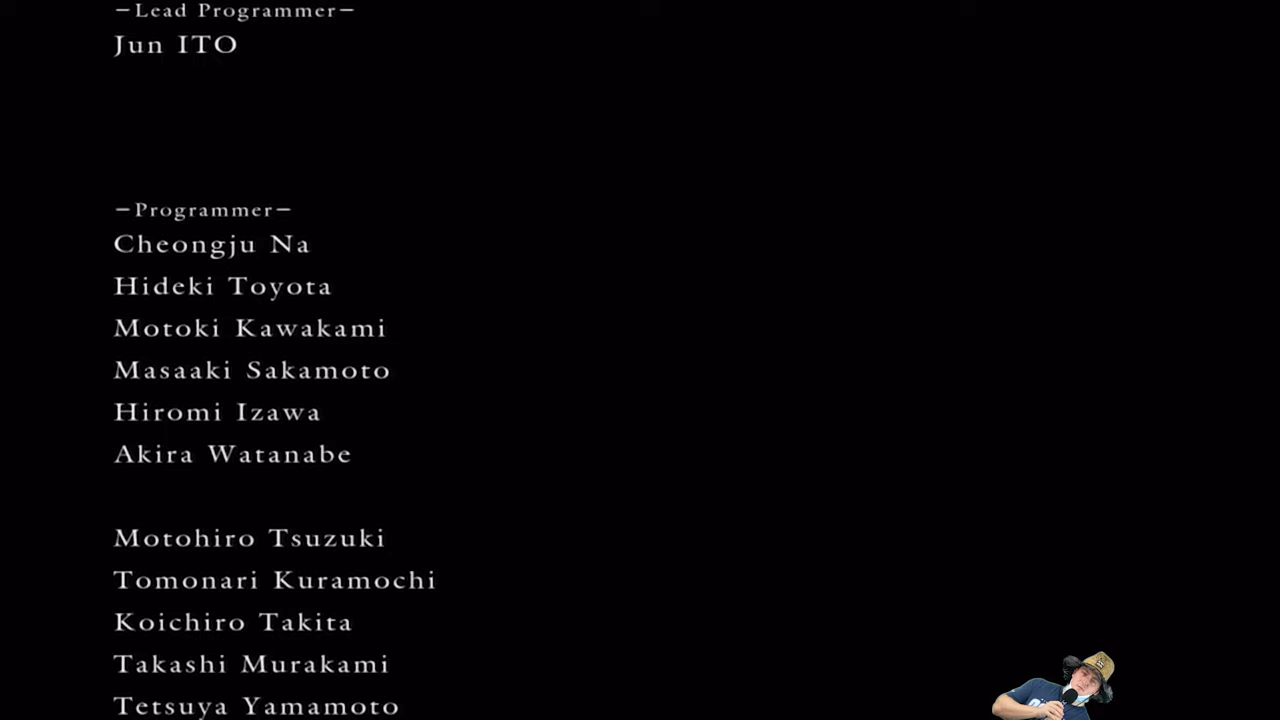 —Lead Programmer—
Jun ITO
—Programmer—
Cheongju Na
Hideki Toyota
Motoki Kawakami
Masaaki Sakamoto
Hiromi Izawa
Akira Watanabe
Motohiro Tsuzuki
Tomonari Kuramochi
Koichiro Takita
Takashi Murakami
Tetsuya Yamamoto